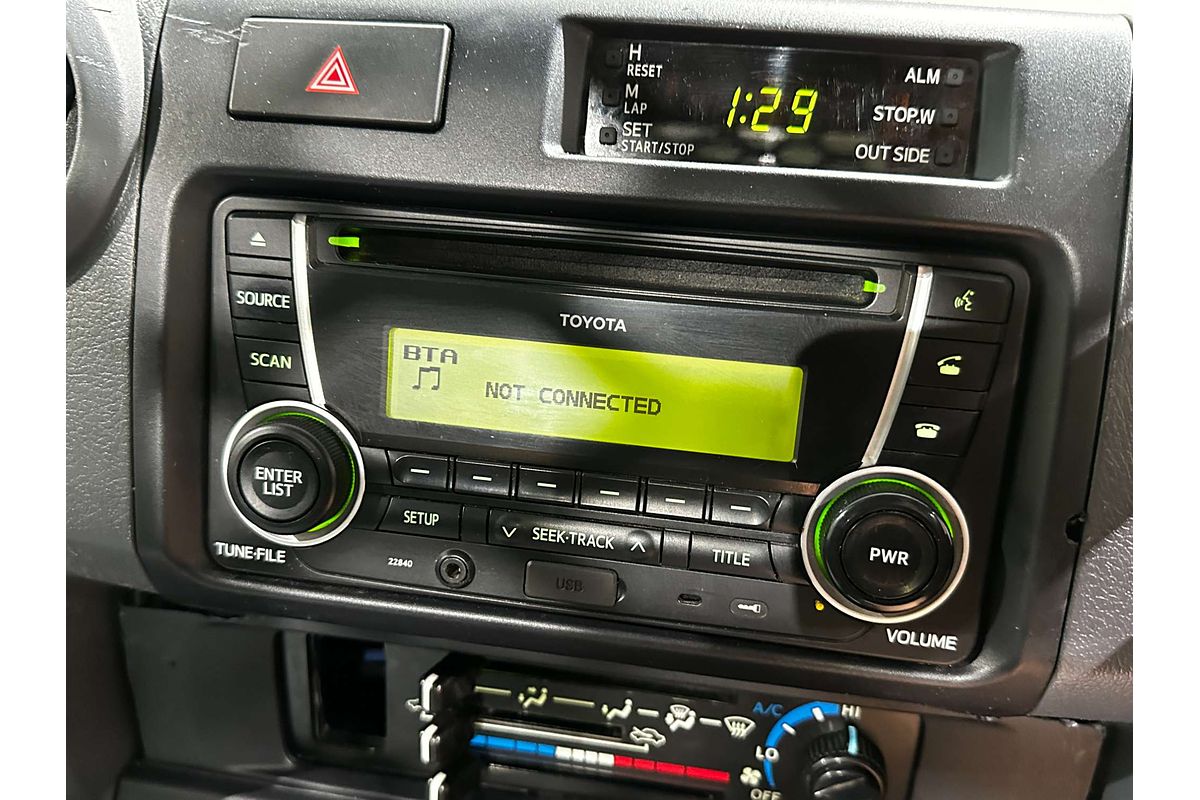 H
RESET
M
LAP
SET
START/STOP
1:29
ALM
STOP.W
OUT SIDE
SOURCE
SCAN
TOYOTA
BTA
NOT CONNECTED
ENTER
LIST
TUNE·FILE
SETUP
SEEK·TRACK
TITLE
PWR
VOLUME
22840
USB
A/C
HI
LO
OFF